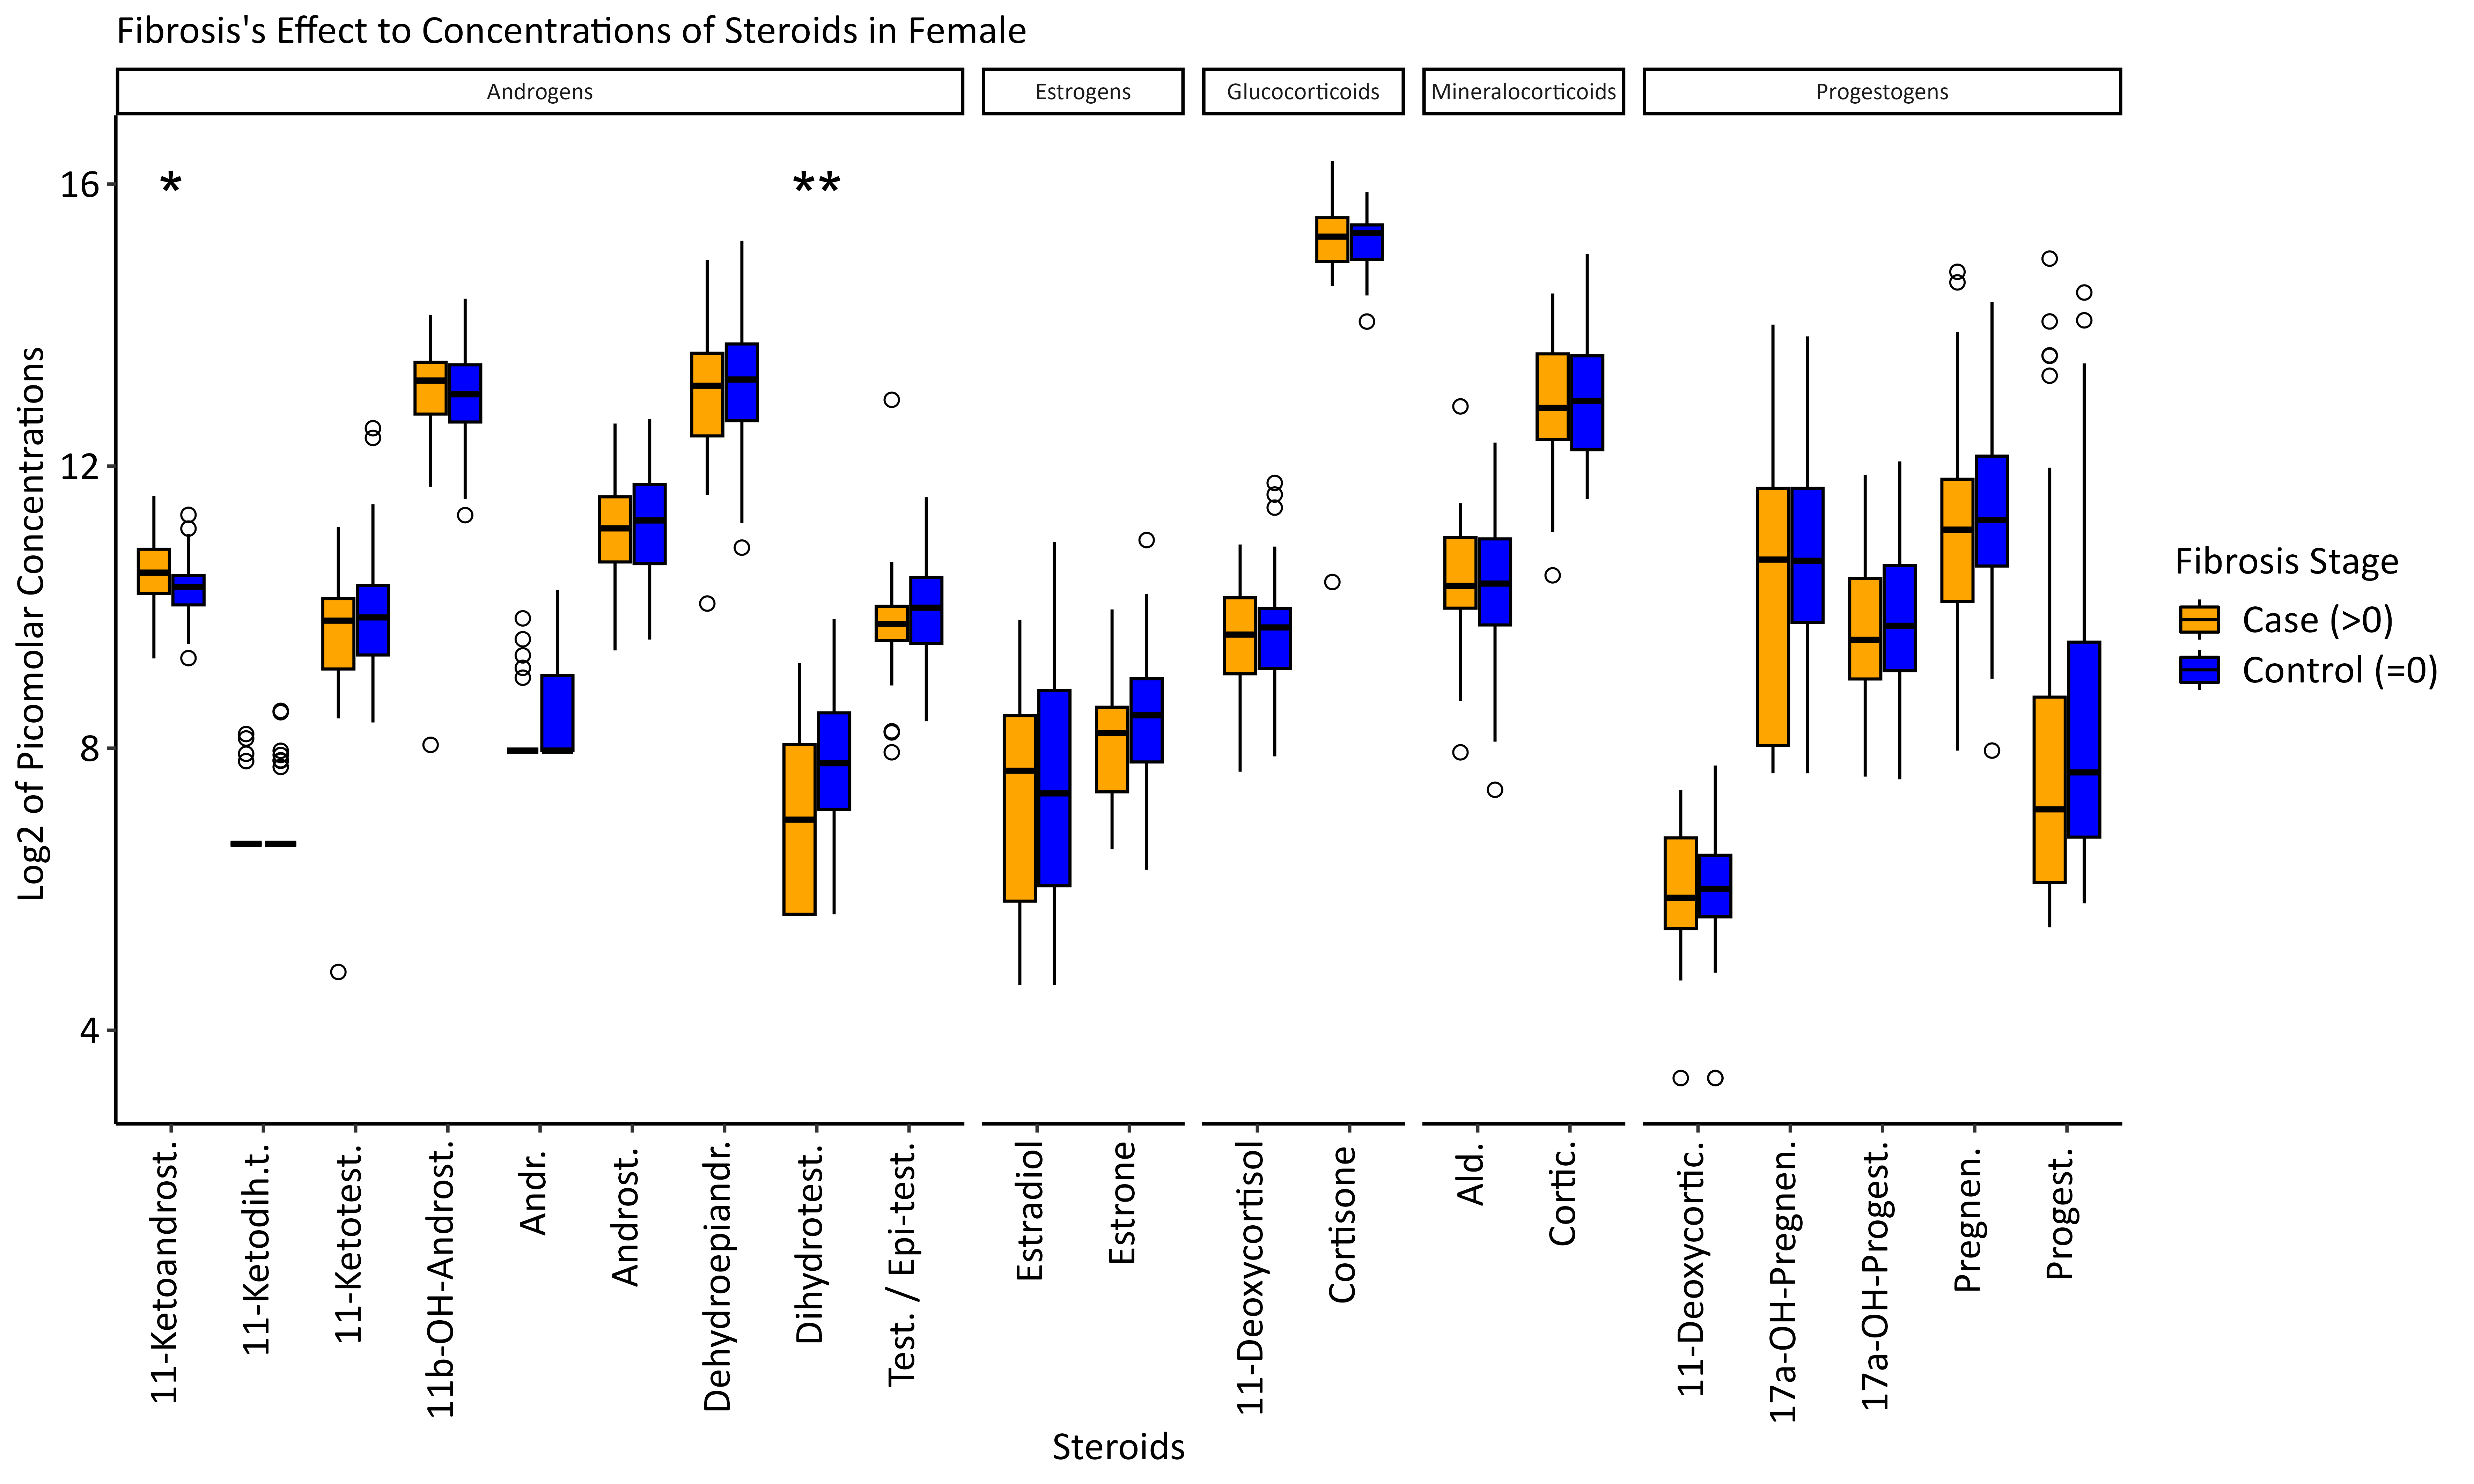 Fibrosis's Effect to Concentrations of Steroids in Female
Androgens
Estrogens
Glucocorticoids
Mineralocorticoids
Progestogens
Log2 of Picomolar Concentrations
16
12
8
4
*
**
11-Ketoandrost.
11-Ketodih.t.
11-Ketotest.
11b-OH-Androst.
Andr.
Androst.
Dehydroepiandr.
Dihydrotest.
Test. / Epi-test.
Estradiol
Estrone
11-Deoxycortisol
Cortisone
Ald.
Cortic.
11-Deoxycortic.
17a-OH-Pregnen.
17a-OH-Progest.
Pregnen.
Progest.
Steroids
Fibrosis Stage
Case (>0)
Control (=0)